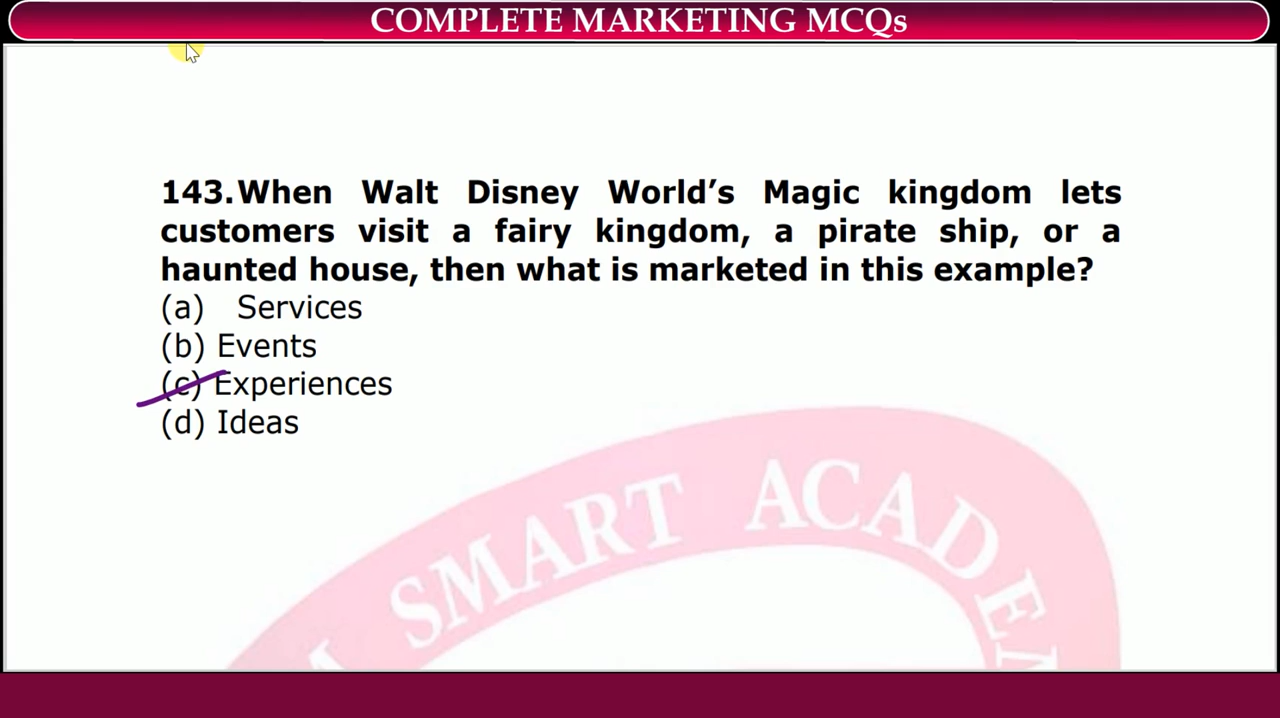 COMPLETE MARKETING MCQs
143.When Walt Disney World’s Magic kingdom lets
customers visit a fairy kingdom, a pirate ship, or a
haunted house, then what is marketed in this example?
(a) Services
(b) Events
(c) Experiences
(d) Ideas
SMART ACADEM